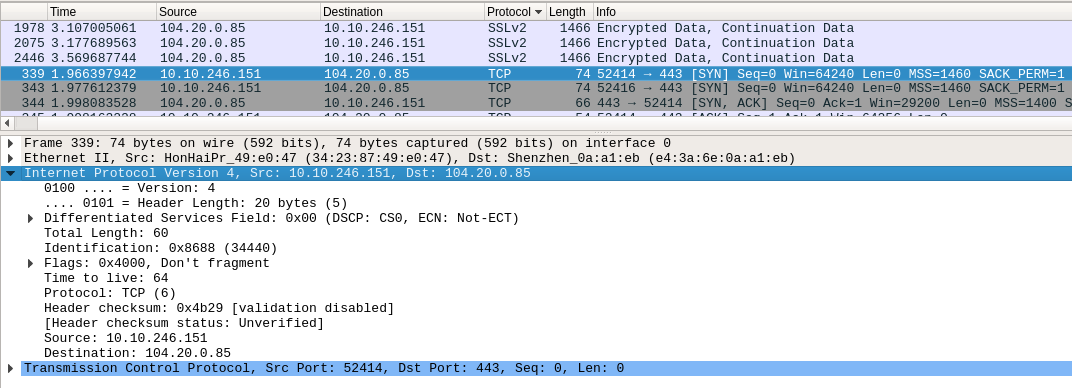 Time Source Destination Protocol Length Info
1978 3.107005061 104.20.0.85 10.10.246.151 SSLv2 1466 Encrypted Data, Continuation Data
2075 3.177689563 104.20.0.85 10.10.246.151 SSLv2 1466 Encrypted Data, Continuation Data
2446 3.569687744 104.20.0.85 10.10.246.151 SSLv2 1466 Encrypted Data, Continuation Data
339 1.966397942 10.10.246.151 104.20.0.85 TCP 74 52414 → 443 [SYN] Seq=0 Win=64240 Len=0 MSS=1460 SACK_PERM=1
343 1.977612379 10.10.246.151 104.20.0.85 TCP 74 52416 → 443 [SYN] Seq=0 Win=64240 Len=0 MSS=1460 SACK_PERM=1
344 1.998083528 104.20.0.85 10.10.246.151 TCP 66 443 → 52414 [SYN, ACK] Seq=0 Ack=1 Win=29200 Len=0 MSS=1400 S
Frame 339: 74 bytes on wire (592 bits), 74 bytes captured (592 bits) on interface 0
Ethernet II, Src: HonHaiPr_49:e0:47 (34:23:87:49:e0:47), Dst: Shenzhen_0a:a1:eb (e4:3a:6e:0a:a1:eb)
Internet Protocol Version 4, Src: 10.10.246.151, Dst: 104.20.0.85
0100 .... = Version: 4
.... 0101 = Header Length: 20 bytes (5)
Differentiated Services Field: 0x00 (DSCP: CS0, ECN: Not-ECT)
Total Length: 60
Identification: 0x8688 (34440)
Flags: 0x4000, Don't fragment
Time to live: 64
Protocol: TCP (6)
Header checksum: 0x4b29 [validation disabled]
[Header checksum status: Unverified]
Source: 10.10.246.151
Destination: 104.20.0.85
Transmission Control Protocol, Src Port: 52414, Dst Port: 443, Seq: 0, Len: 0